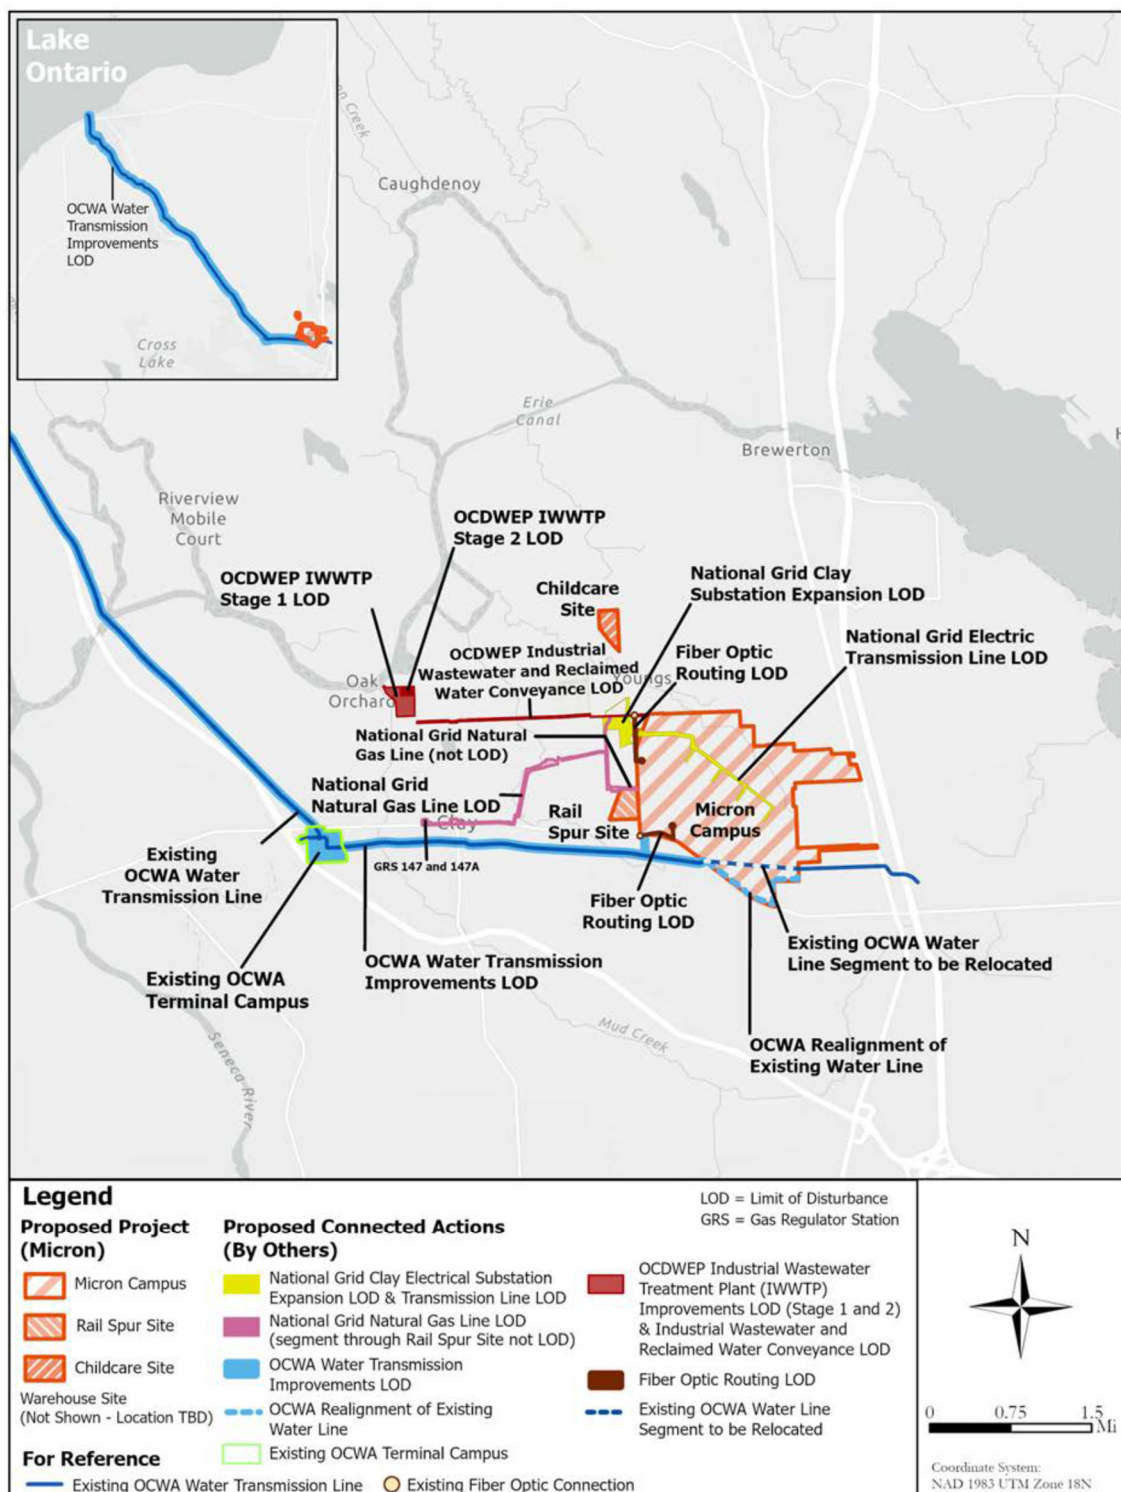 Lake
Ontario
OCWA Water
Transmission
Improvements
LOD
Cross
Lake
Creek
Caughdenoy
Erie
Canal
Brewerton
H
Riverview
Mobile
Court
OCDWEP IWWTP
Stage 2 LOD
OCDWEP IWWTP
Stage 1 LOD
Childcare
Site
National Grid Clay
Substation Expansion LOD
National Grid Electric
Transmission Line LOD
Fiber Optic
Routing LOD
OCDWEP Industrial
Wastewater and Reclaimed
Water Conveyance LOD
Youngs
Oak
Orchard
National Grid Natural
Gas Line (not LOD)
National Grid
Natural Gas Line LOD
Rail
Spur Site
Micron
Campus
Clay
GRS 147 and 147A
Existing
OCWA Water
Transmission Line
Fiber Optic
Routing LOD
Existing OCWA
Terminal Campus
OCWA Water Transmission
Improvements LOD
Existing OCWA Water
Line Segment to be Relocated
Mud Creek
OCWA Realignment of
Existing Water Line
Seneca River
Legend
LOD = Limit of Disturbance
GRS = Gas Regulator Station
Proposed Project
(Micron)
Micron Campus
Rail Spur Site
Childcare Site
Warehouse Site
(Not Shown - Location TBD)
Proposed Connected Actions
(By Others)
National Grid Clay Electrical Substation
Expansion LOD & Transmission Line LOD
National Grid Natural Gas Line LOD
(segment through Rail Spur Site not LOD)
OCWA Water Transmission
Improvements LOD
OCWA Realignment of Existing
Water Line
Existing OCWA Terminal Campus
OCDWEP Industrial Wastewater
Treatment Plant (IWWTP)
Improvements LOD (Stage 1 and 2)
& Industrial Wastewater and
Reclaimed Water Conveyance LOD
Fiber Optic Routing LOD
Existing OCWA Water Line
Segment to be Relocated
For Reference
Existing OCWA Water Transmission Line
Existing Fiber Optic Connection
N
0 0.75 1.5
Mi
Coordinate System:
NAD 1983 UTM Zone 18N